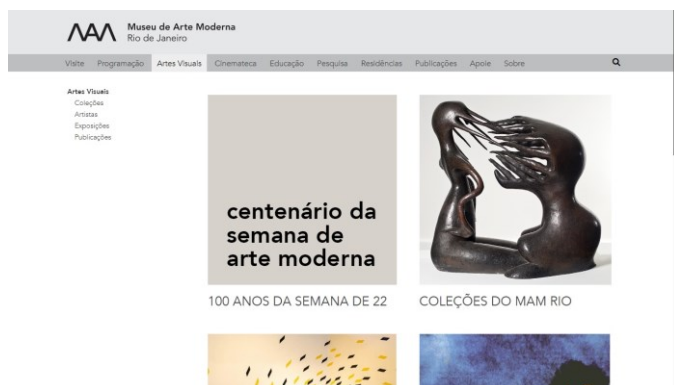 Museu de Arte Moderna
Rio de Janeiro
Visite Programação Artes Visuais Cinemateca Educação Pesquisa Residências Publicações Apoie Sobre
Artes Visuais
Coleções
Artistas
Exposições
Publicações
centenário da
semana de
arte moderna
100 ANOS DA SEMANA DE 22
COLEÇÕES DO MAM RIO